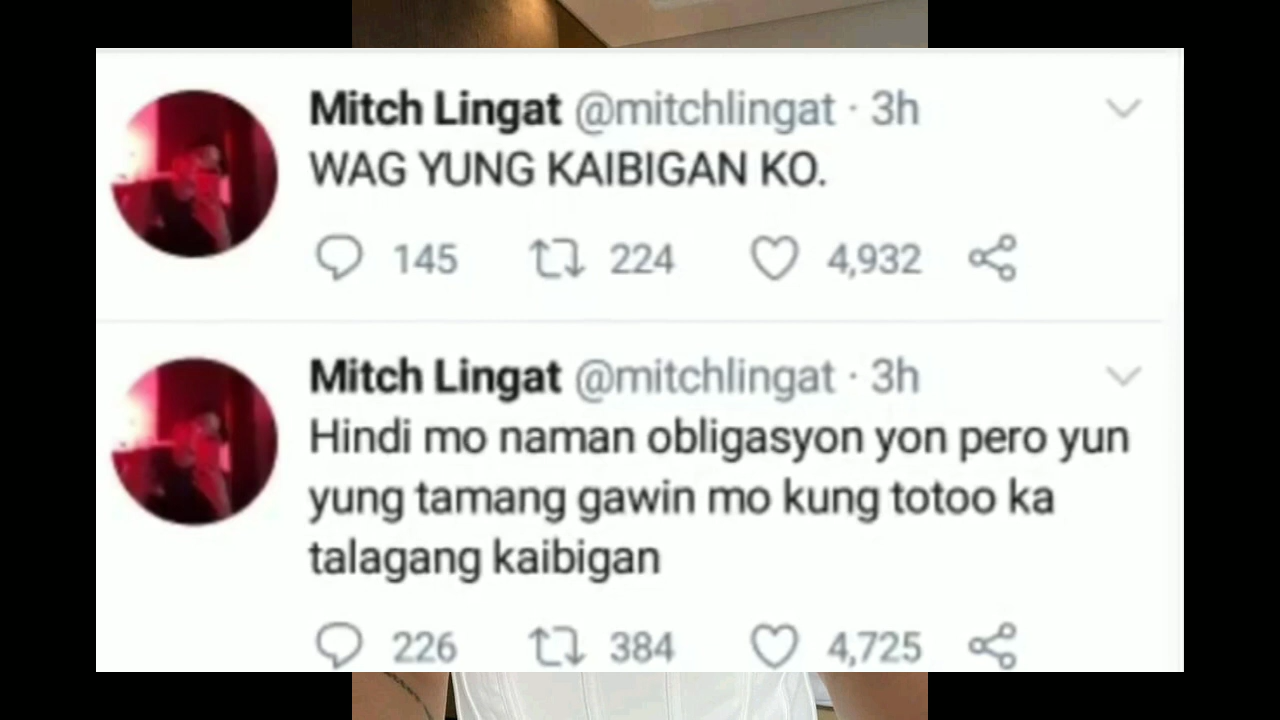 Mitch Lingat @mitchlingat · 3h
WAG YUNG KAIBIGAN KO.
145 224 4,932
Mitch Lingat @mitchlingat · 3h
Hindi mo naman obligasyon yon pero yun
yung tamang gawin mo kung totoo ka
talagang kaibigan
226 384 4,725